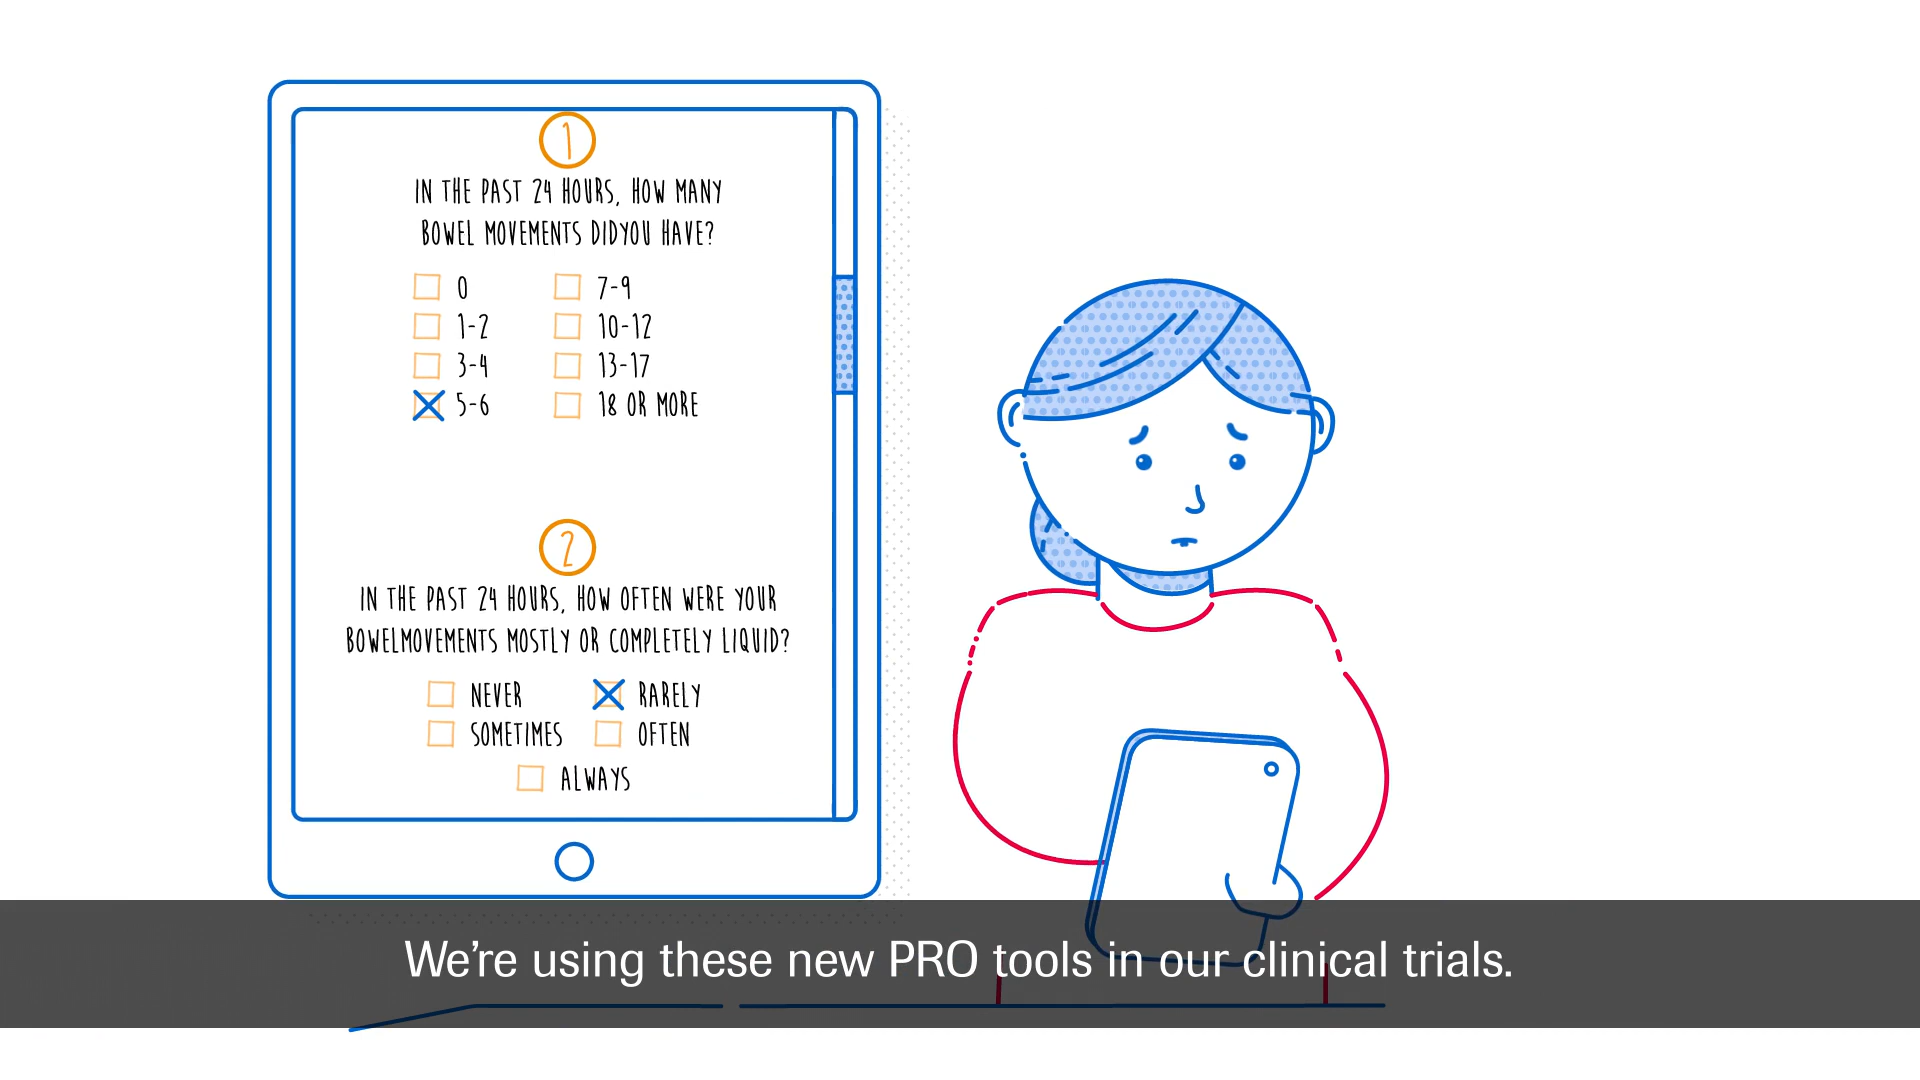 1
IN THE PAST 24 HOURS, HOW MANY
BOWEL MOVEMENTS DIDYOU HAVE?
0
1-2
3-4
5-6
7-9
10-12
13-17
18 OR MORE
2
IN THE PAST 24 HOURS, HOW OFTEN WERE YOUR
BOWELMOVEMENTS MOSTLY OR COMPLETELY LIQUID?
NEVER
RARELY
SOMETIMES
OFTEN
ALWAYS
We’re using these new PRO tools in our clinical trials.